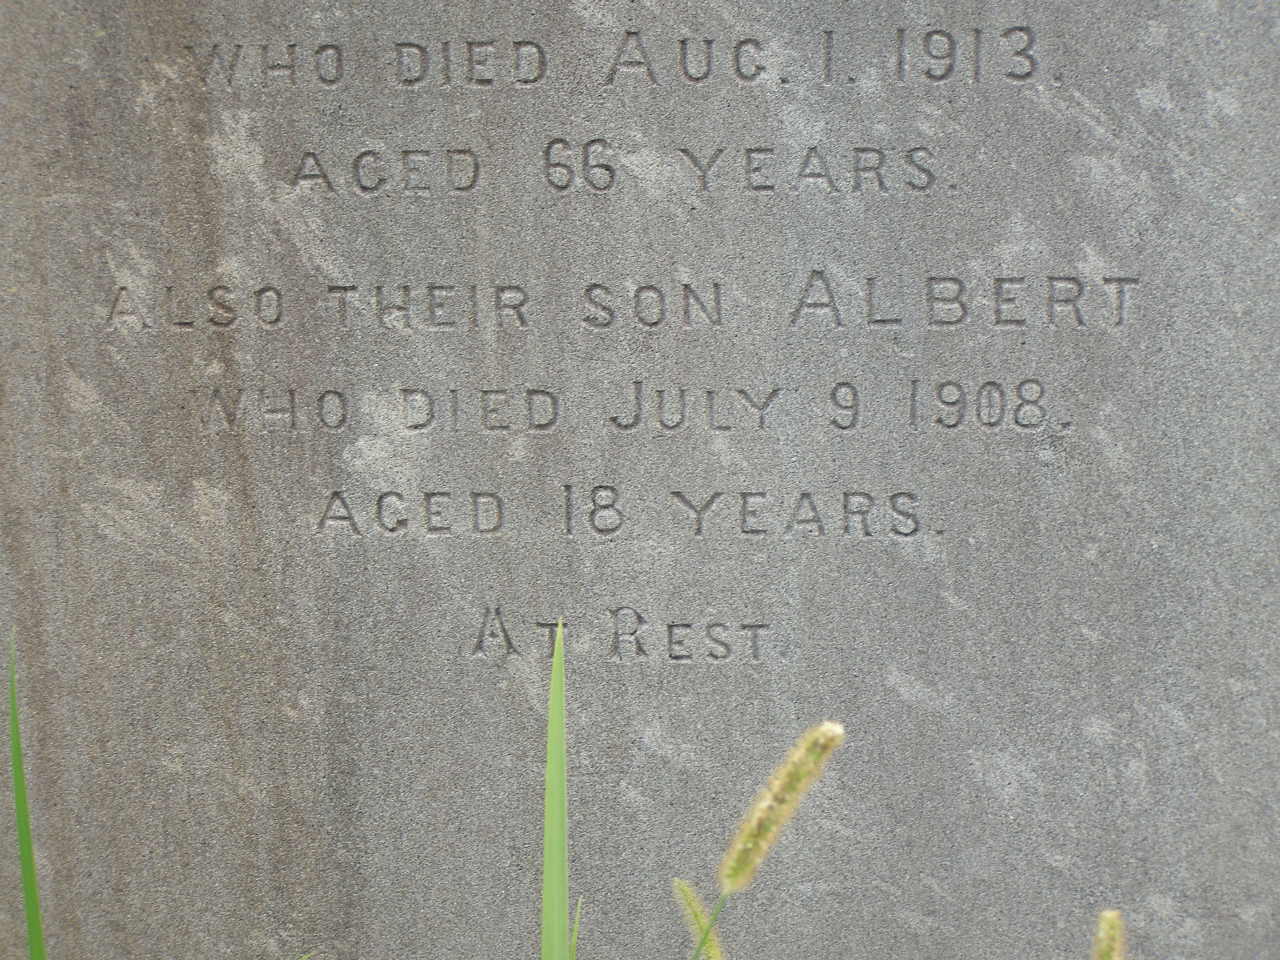 WHO DIED AUG. 1. 1913.
AGED 66 YEARS.
ALSO THEIR SON ALBERT
WHO DIED JULY 9 1908.
AGED 18 YEARS.
AT REST.